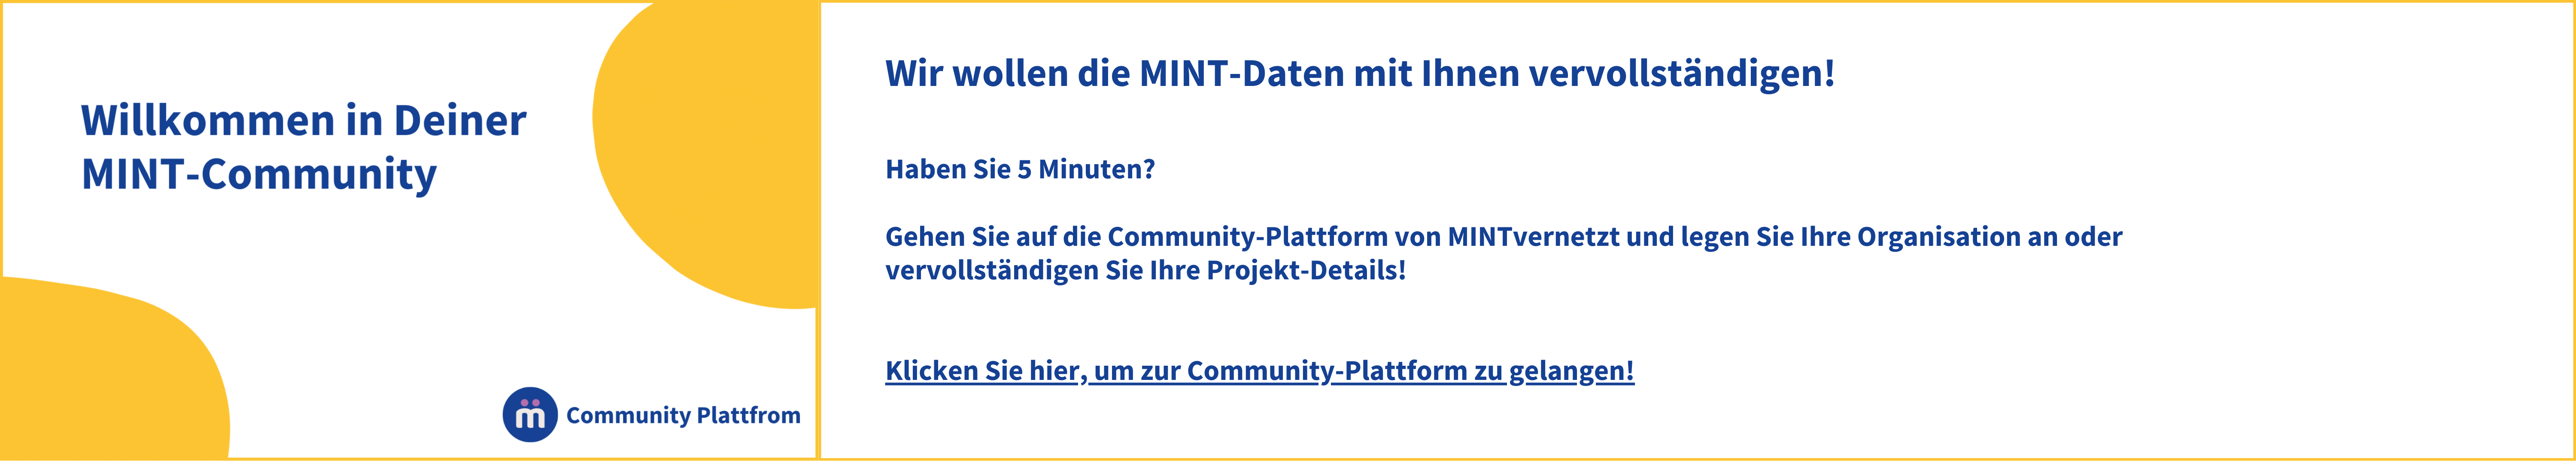 Willkommen in Deiner
MINT-Community
Community Plattfrom
Wir wollen die MINT-Daten mit Ihnen vervollständigen!
Haben Sie 5 Minuten?
Gehen Sie auf die Community-Plattform von MINTvernetzt und legen Sie Ihre Organisation an oder
vervollständigen Sie Ihre Projekt-Details!
Klicken Sie hier, um zur Community-Plattform zu gelangen!